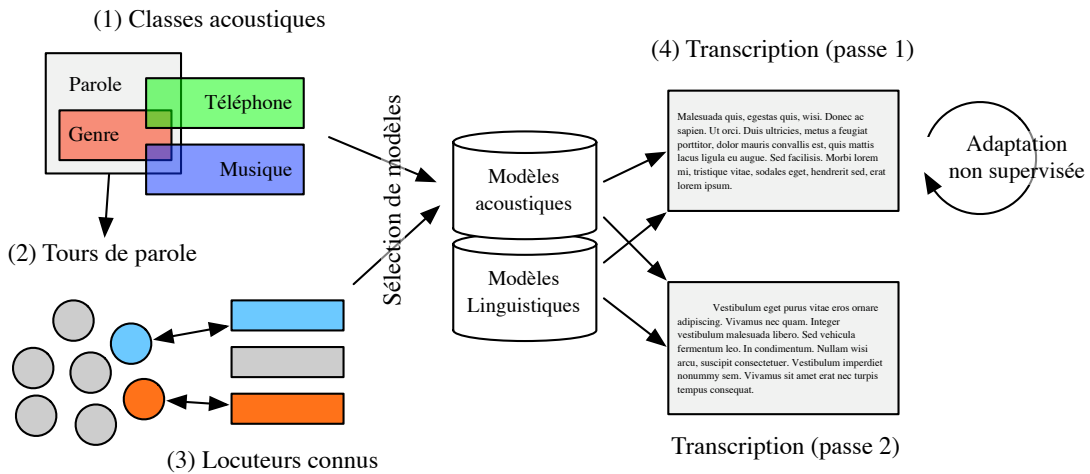 (1) Classes acoustiques
Parole
Téléphone
Genre
Musique
(2) Tours de parole
(3) Locuteurs connus
Sélection de modèles
Modèles
acoustiques
Modèles
Linguistiques
(4) Transcription (passe 1)
Malesuada quis, egestas quis, wisi. Donec ac
sapien. Ut orci. Duis ultricies, metus a feugiat
porttitor, dolor mauris convallis est, quis mattis
lacus ligula eu augue. Sed facilisis. Morbi lorem
mi, tristique vitae, sodales eget, hendrerit sed, erat
lorem ipsum.
Adaptation
non supervisée
Vestibulum eget purus vitae eros ornare
adipiscing. Vivamus nec quam. Integer
vestibulum malesuada libero. Sed vehicula
fermentum leo. In condimentum. Nullam wisi
arcu, suscipit consectetuer. Vestibulum imperdiet
nonummy sem. Vivamus sit amet erat nec turpis
tempus consequat.
Transcription (passe 2)